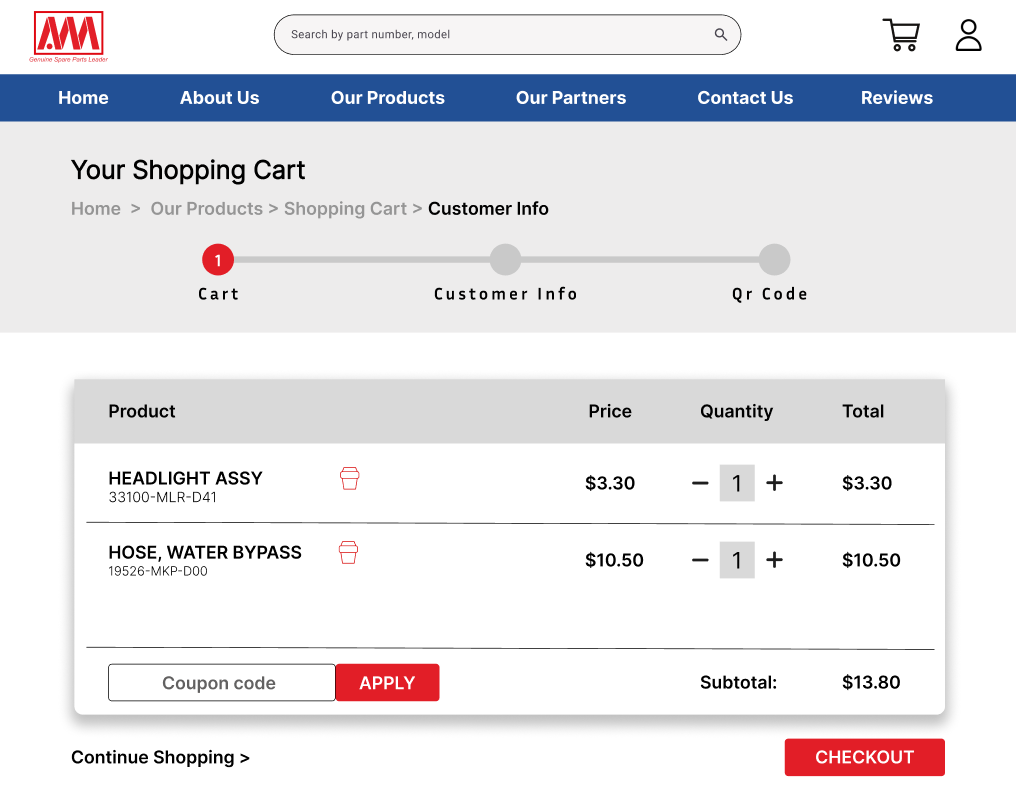 AMM
Genuine Spare Parts Leader
Search by part number, model
Home About Us Our Products Our Partners Contact Us Reviews
Your Shopping Cart
Home > Our Products > Shopping Cart > Customer Info
1
Cart Customer Info Qr Code
Product Price Quantity Total
HEADLIGHT ASSY $3.30 − 1 + $3.30
33100-MLR-D41
HOSE, WATER BYPASS $10.50 − 1 + $10.50
19526-MKP-D00
Coupon code APPLY Subtotal: $13.80
Continue Shopping > CHECKOUT